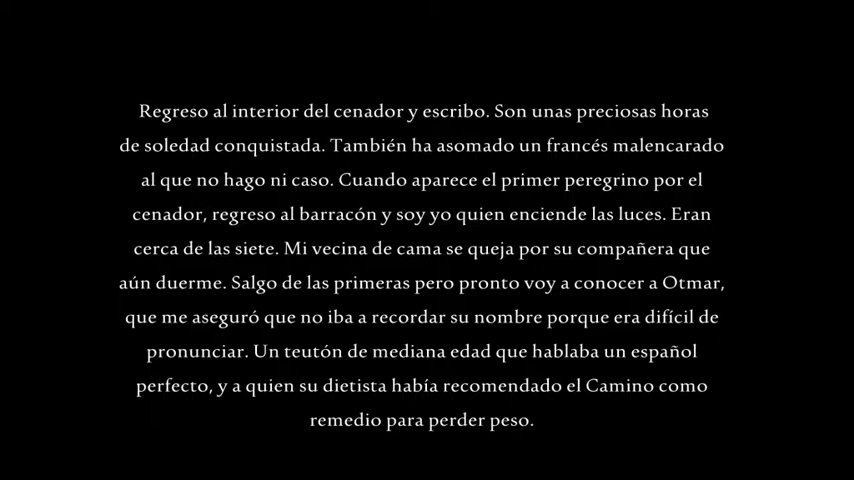 Regreso al interior del cenador y escribo. Son unas preciosas horas
de soledad conquistada. También ha asomado un francés malencarado
al que no hago ni caso. Cuando aparece el primer peregrino por el
cenador, regreso al barracón y soy yo quien enciende las luces. Eran
cerca de las siete. Mi vecina de cama se queja por su compañera que
aún duerme. Salgo de las primeras pero pronto voy a conocer a Otmar,
que me aseguró que no iba a recordar su nombre porque era difícil de
pronunciar. Un teutón de mediana edad que hablaba un español
perfecto, y a quien su dietista había recomendado el Camino como
remedio para perder peso.